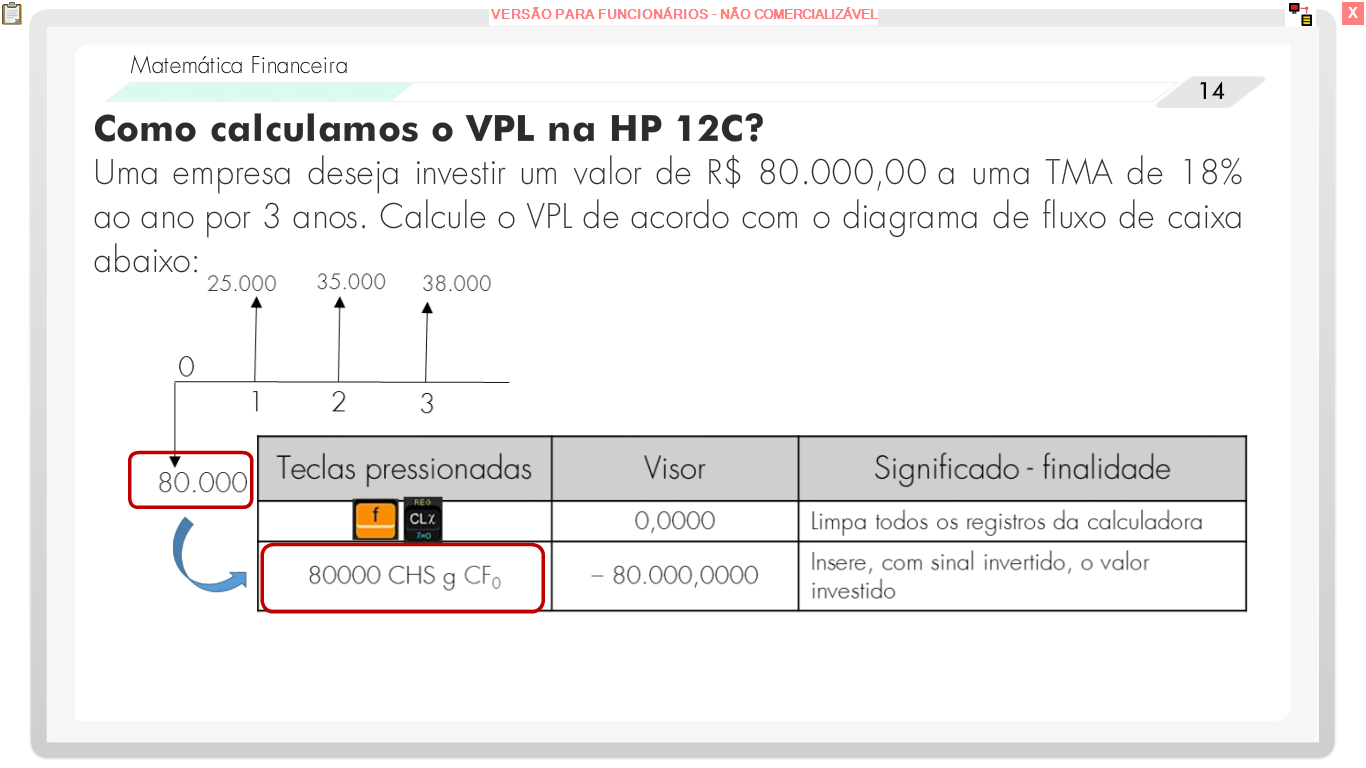 VERSÃO PARA FUNCIONÁRIOS - NÃO COMERCIALIZÁVEL
X
Matemática Financeira
14
Como calculamos o VPL na HP 12C?
Uma empresa deseja investir um valor de R$ 80.000,00 a uma TMA de 18%
ao ano por 3 anos. Calcule o VPL de acordo com o diagrama de fluxo de caixa
abaixo:
25.000 35.000 38.000
0
1 2 3
80.000
Teclas pressionadas Visor Significado - finalidade
f REG CLX Σ=0 0,0000 Limpa todos os registros da calculadora
80000 CHS g CF₀ – 80.000,0000 Insere, com sinal invertido, o valor
investido